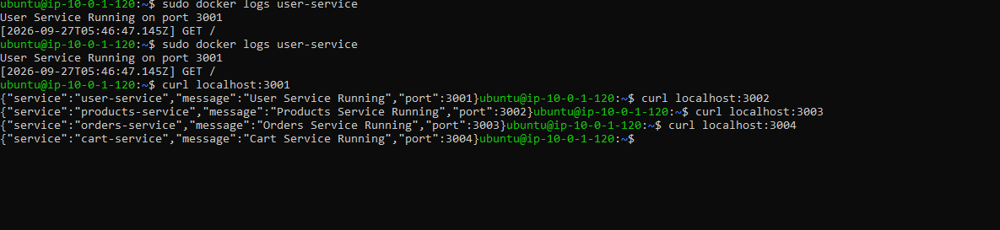 ubuntu@ip-10-0-1-120:~$ sudo docker logs user-service
User Service Running on port 3001
[2026-09-27T05:46:47.145Z] GET /
ubuntu@ip-10-0-1-120:~$ sudo docker logs user-service
User Service Running on port 3001
[2026-09-27T05:46:47.145Z] GET /
ubuntu@ip-10-0-1-120:~$ curl localhost:3001
{"service":"user-service","message":"User Service Running","port":3001}ubuntu@ip-10-0-1-120:~$ curl localhost:3002
{"service":"products-service","message":"Products Service Running","port":3002}ubuntu@ip-10-0-1-120:~$ curl localhost:3003
{"service":"orders-service","message":"Orders Service Running","port":3003}ubuntu@ip-10-0-1-120:~$ curl localhost:3004
{"service":"cart-service","message":"Cart Service Running","port":3004}ubuntu@ip-10-0-1-120:~$